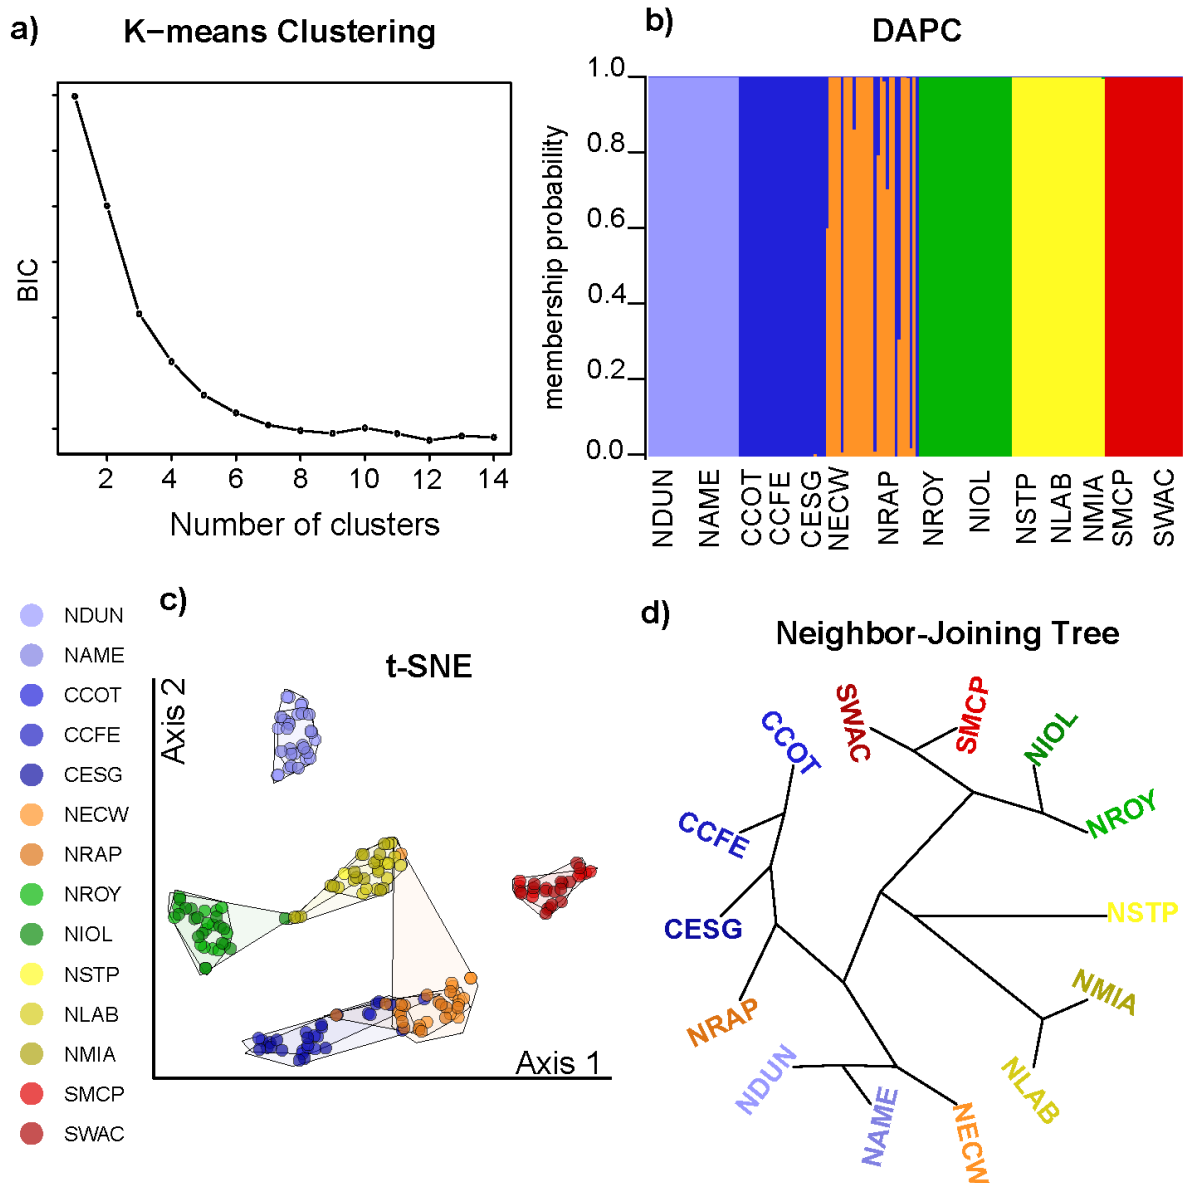 a)
K−means Clustering
BIC
2 4 6 8 10 12 14
Number of clusters
b)
DAPC
membership probability
1.0
0.8
0.6
0.4
0.2
0.0
NDUN NAME CCOT CCFE CESG NECW NRAP NROY NIOL NSTP NLAB NMIA SMCP SWAC
NDUN
NAME
CCOT
CCFE
CESG
NECW
NRAP
NROY
NIOL
NSTP
NLAB
NMIA
SMCP
SWAC
c)
t-SNE
Axis 2
Axis 1
d)
Neighbor-Joining Tree
SWAC
SMCP
NIOL
NROY
NSTP
NMIA
NLAB
NECW
NAME
NDUN
NRAP
CESG
CCFE
CCOT